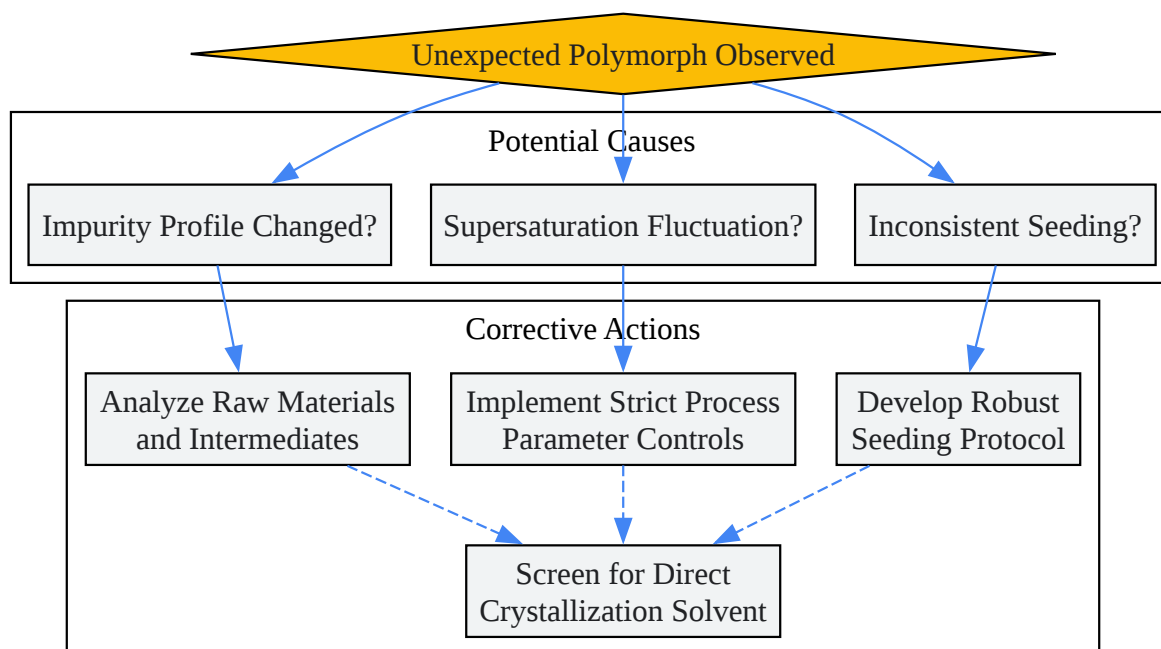 Unexpected Polymorph Observed
Potential Causes
Impurity Profile Changed?
Supersaturation Fluctuation?
Inconsistent Seeding?
Corrective Actions
Analyze Raw Materials
and Intermediates
Implement Strict Process
Parameter Controls
Develop Robust
Seeding Protocol
Screen for Direct
Crystallization Solvent